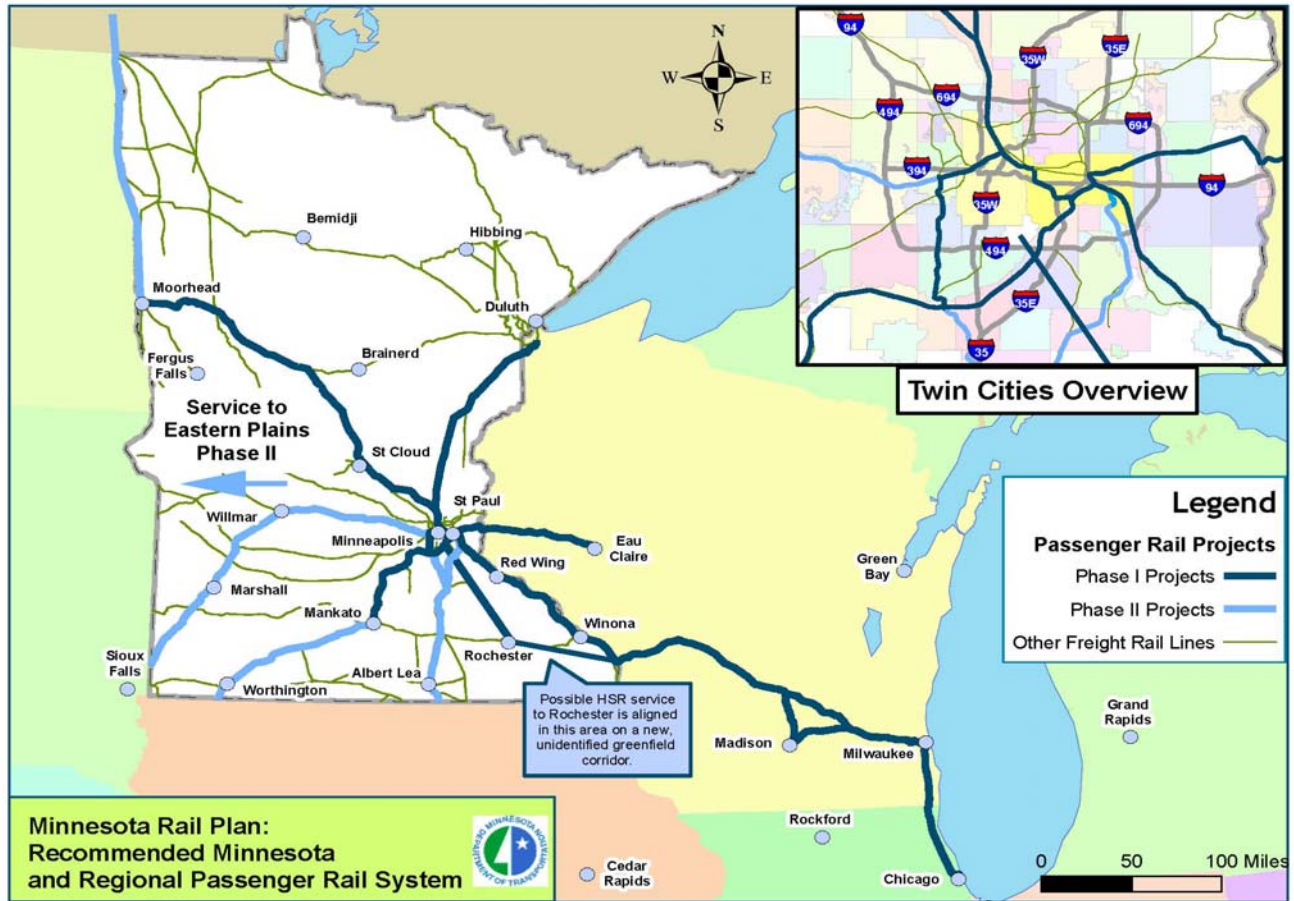 N
W
E
S
94
35W
35E
694
494
694
394
94
35W
494
35E
35
Twin Cities Overview
Bemidji
Hibbing
Moorhead
Duluth
Fergus
Falls
Brainerd
Service to
Eastern Plains
Phase II
St Cloud
St Paul
Willmar
Minneapolis
Eau
Claire
Red Wing
Marshall
Mankato
Winona
Sioux
Falls
Rochester
Albert Lea
Worthington
Possible HSR service
to Rochester is aligned
in this area on a new,
unidentified greenfield
corridor.
Green
Bay
Madison
Milwaukee
Grand
Rapids
Rockford
Cedar
Rapids
Chicago
Legend
Passenger Rail Projects
Phase I Projects
Phase II Projects
Other Freight Rail Lines
0 50 100 Miles
Minnesota Rail Plan:
Recommended Minnesota
and Regional Passenger Rail System
MINNESOTA DEPARTMENT OF TRANSPORTATION